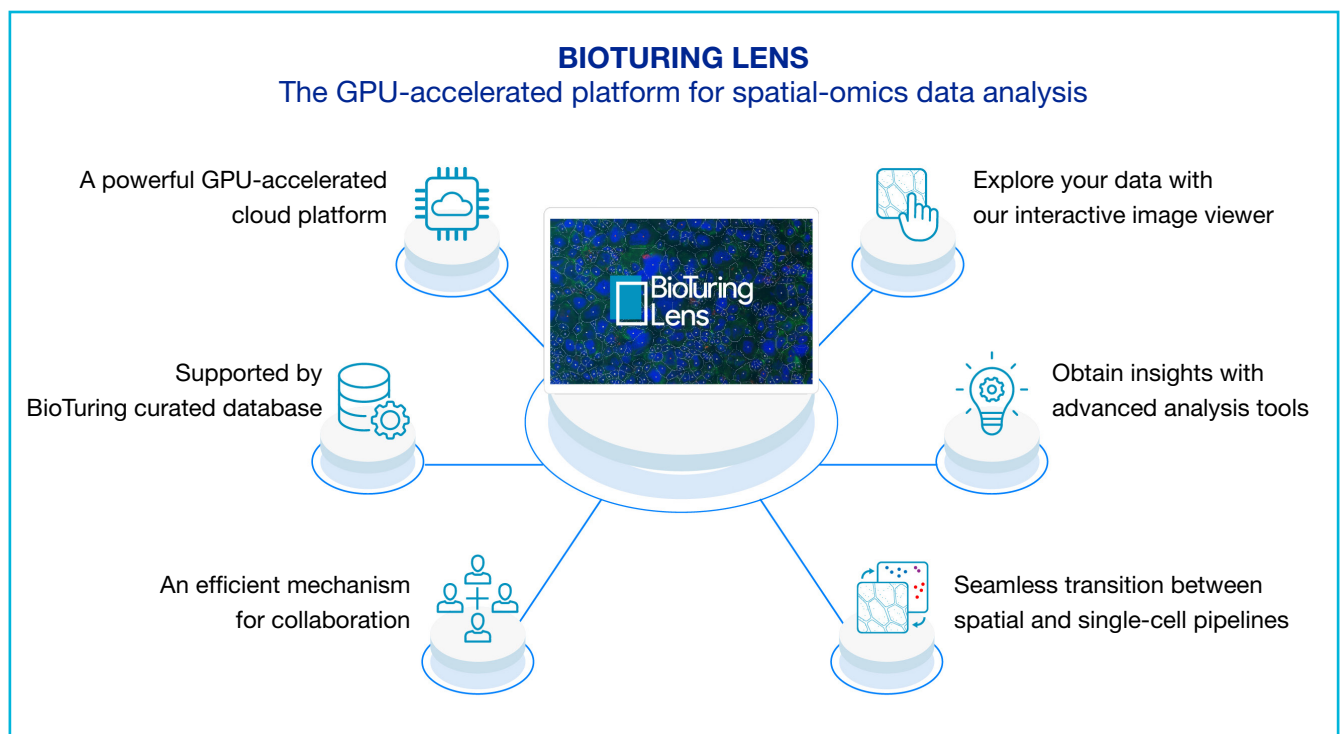 BIOTURING LENS
The GPU-accelerated platform for spatial-omics data analysis
A powerful GPU-accelerated
cloud platform
Explore your data with
our interactive image viewer
BioTuring
Lens
Supported by
BioTuring curated database
Obtain insights with
advanced analysis tools
An efficient mechanism
for collaboration
Seamless transition between
spatial and single-cell pipelines